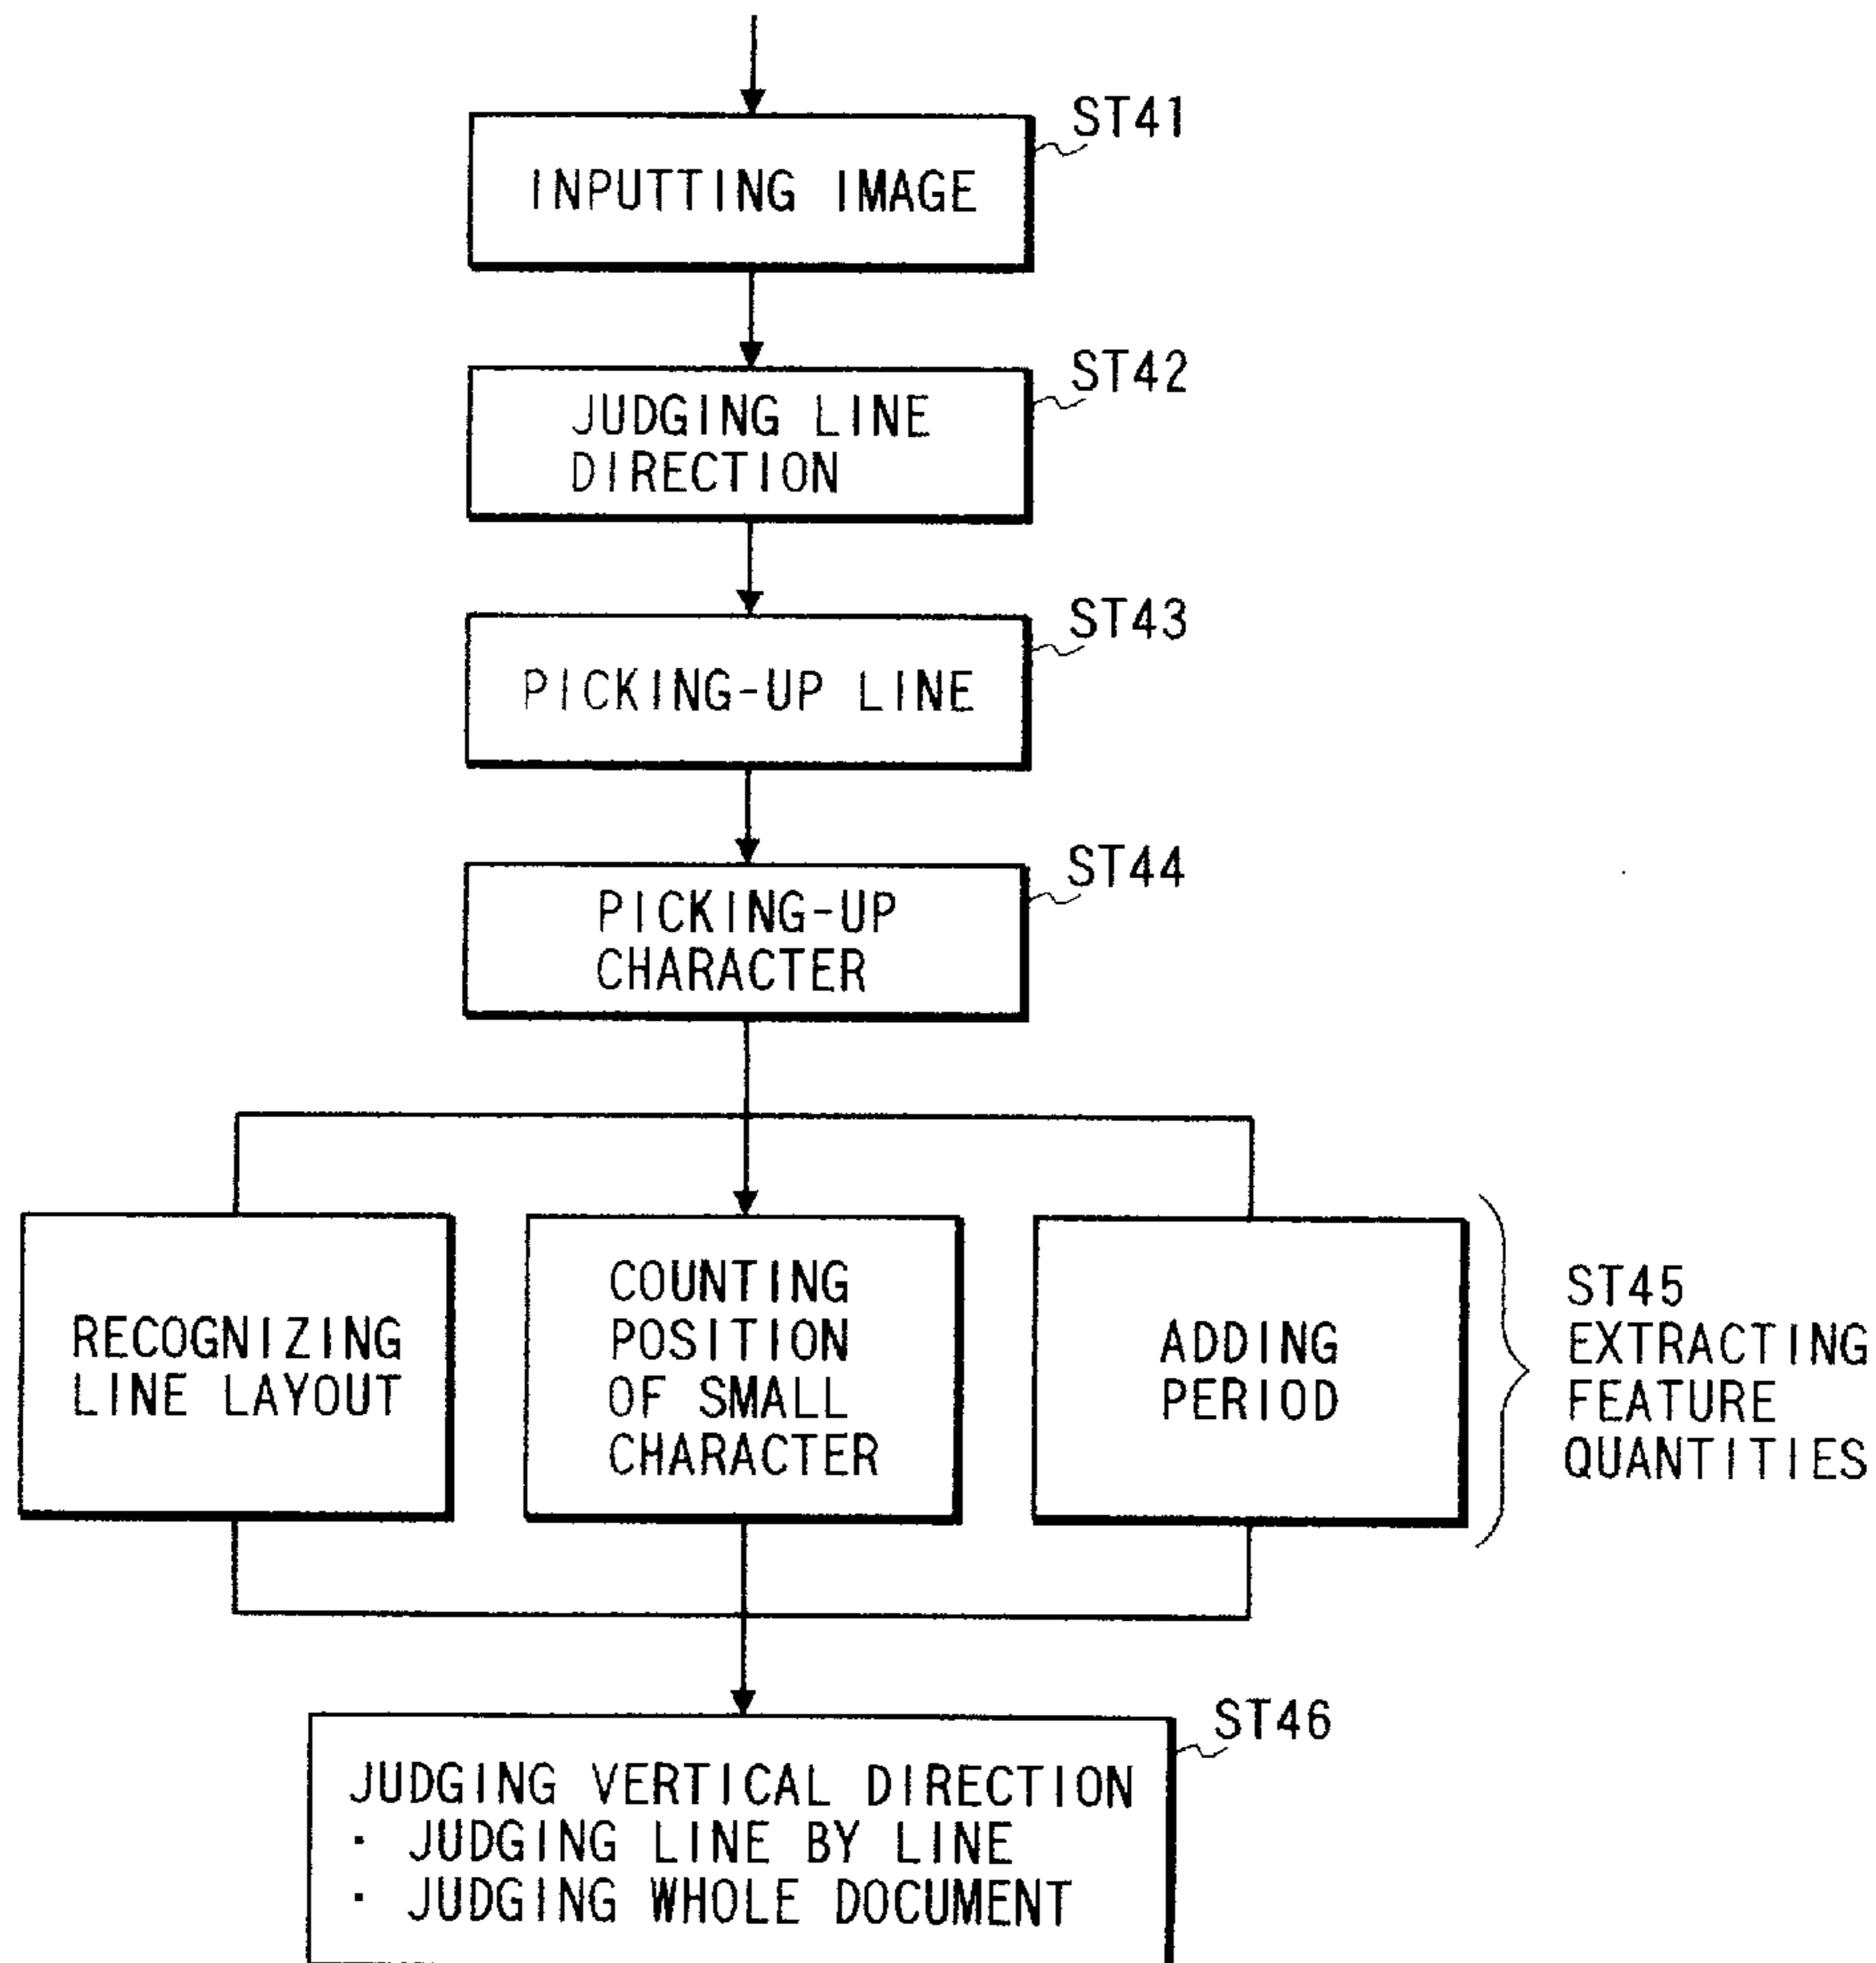 ST41
INPUTTING IMAGE
ST42
JUDGING LINE
DIRECTION
ST43
PICKING-UP LINE
ST44
PICKING-UP
CHARACTER
RECOGNIZING
LINE LAYOUT
COUNTING
POSITION
OF SMALL
CHARACTER
ADDING
PERIOD
ST45
EXTRACTING
FEATURE
QUANTITIES
ST46
JUDGING VERTICAL DIRECTION
· JUDGING LINE BY LINE
· JUDGING WHOLE DOCUMENT